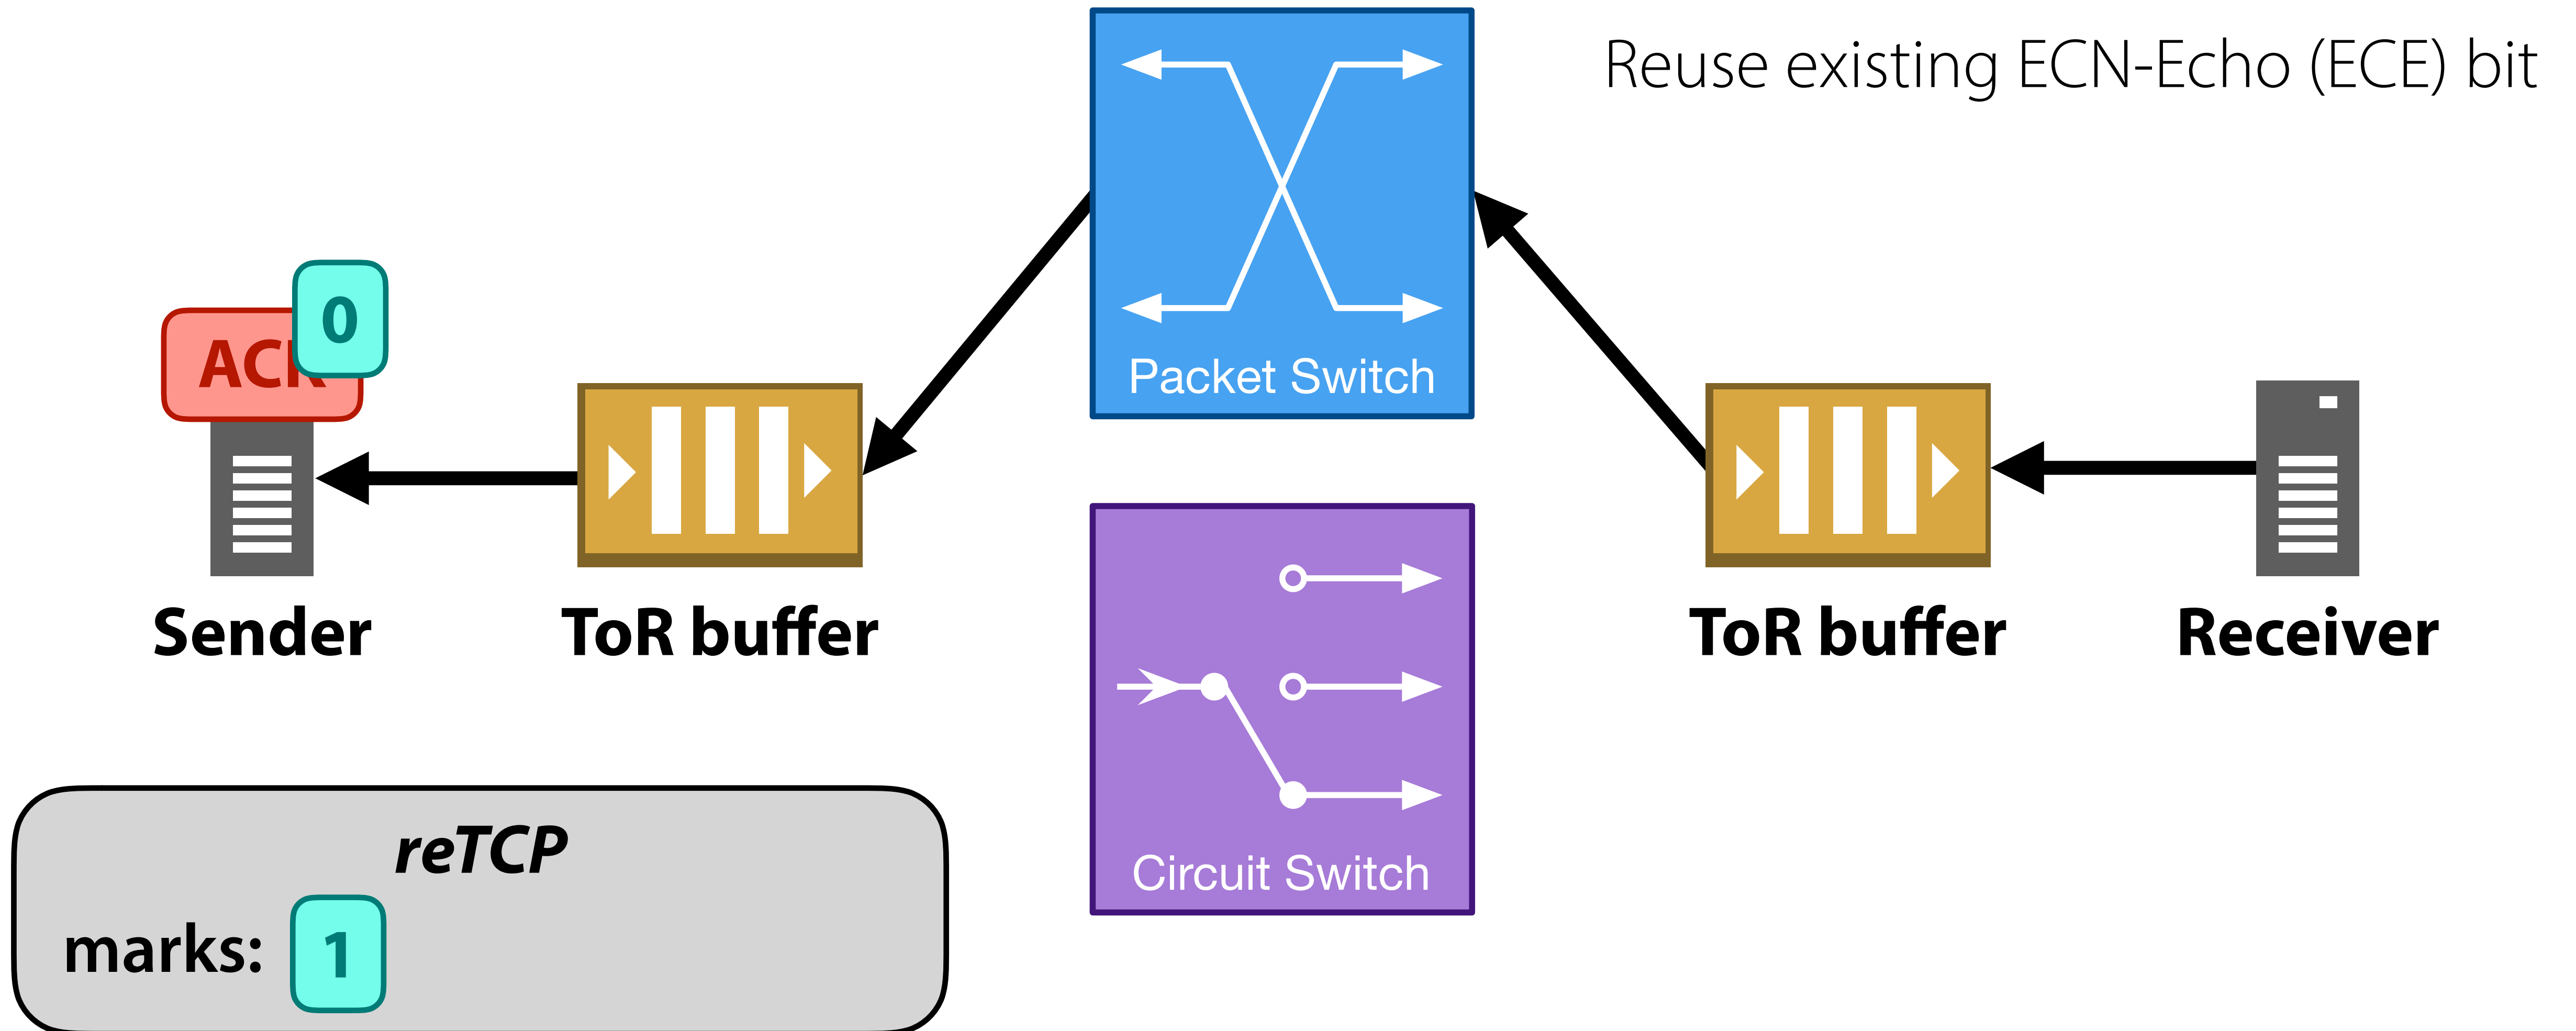 Reuse existing ECN-Echo (ECE) bit
0
ACK
Packet Switch
Sender
ToR buffer
ToR buffer
Receiver
Circuit Switch
reTCP
marks: 1